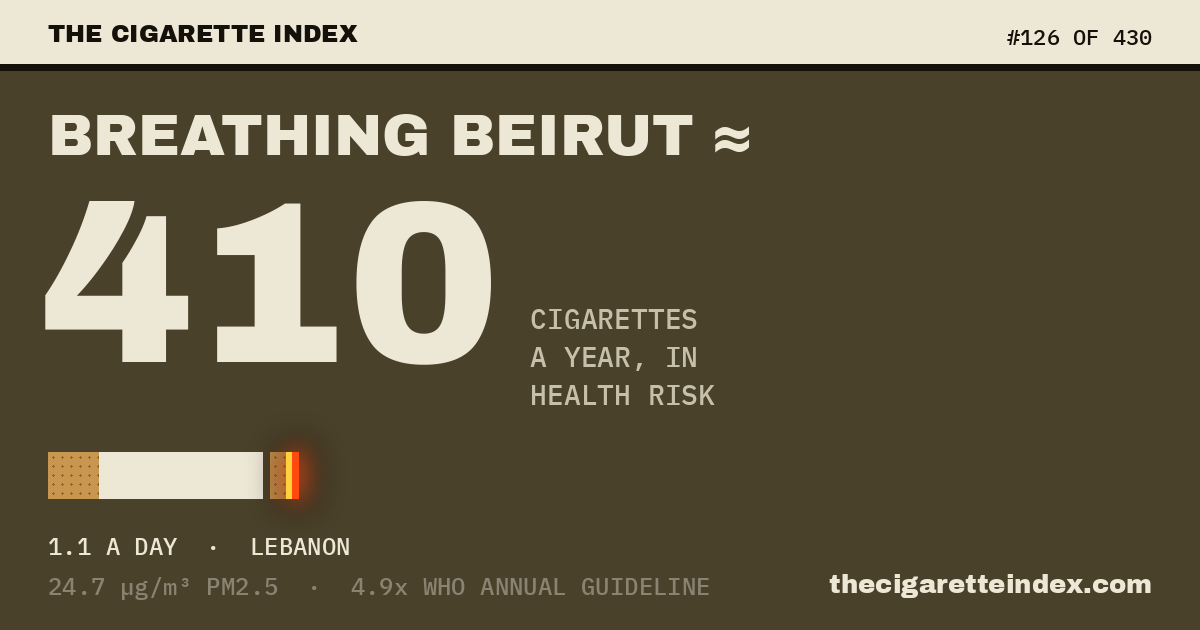 THE CIGARETTE INDEX
#126 OF 430
BREATHING BEIRUT ≈
410
CIGARETTES
A YEAR, IN
HEALTH RISK
1.1 A DAY · LEBANON
24.7 µg/m³ PM2.5 · 4.9x WHO ANNUAL GUIDELINE
thecigaretteindex.com